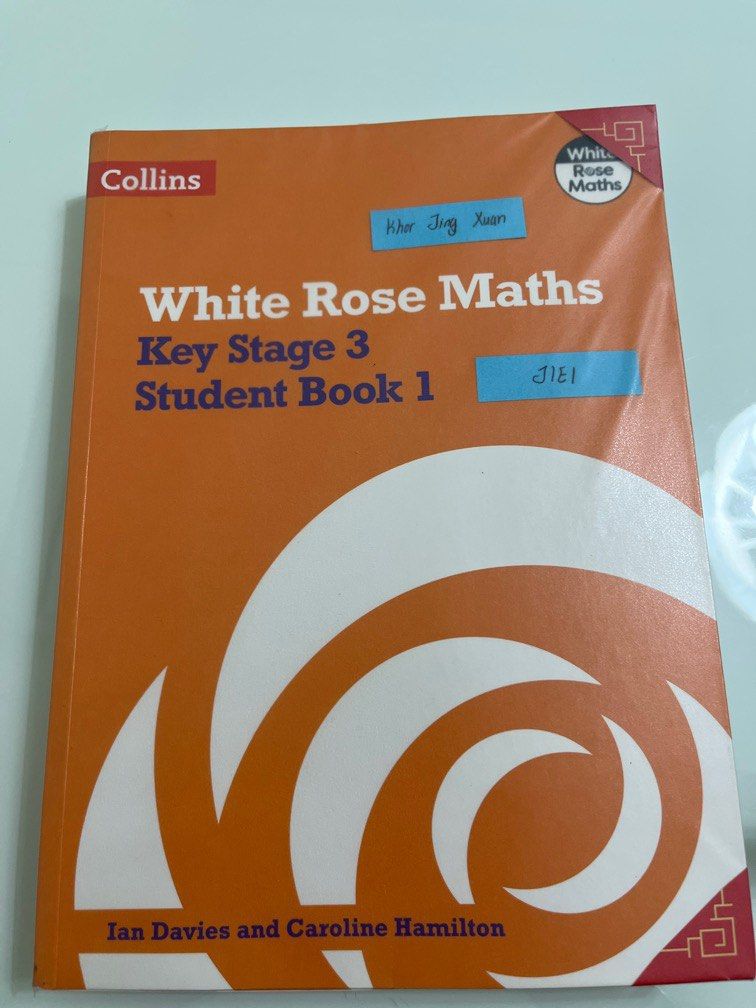 Collins
White
Rose
Maths
Khor Jing Xuan
White Rose Maths
Key Stage 3
Student Book 1
J1E1
Ian Davies and Caroline Hamilton